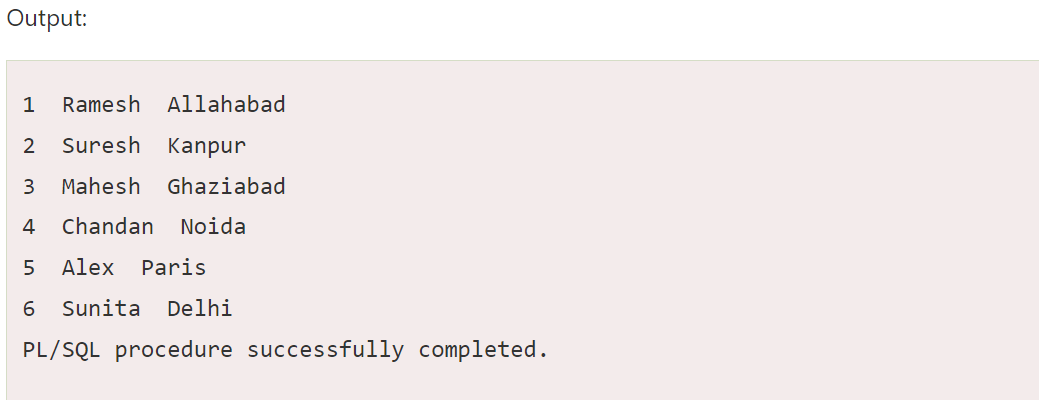 Output:
1  Ramesh  Allahabad
2  Suresh  Kanpur
3  Mahesh  Ghaziabad
4  Chandan  Noida
5  Alex  Paris
6  Sunita  Delhi
PL/SQL procedure successfully completed.